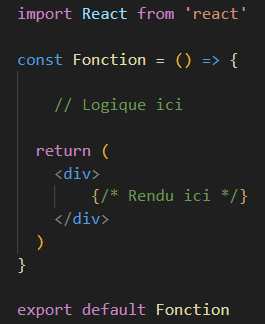 import React from 'react'
const Fonction = () => {
// Logique ici
return (
<div>
{/* Rendu ici */}
</div>
)
}
export default Fonction